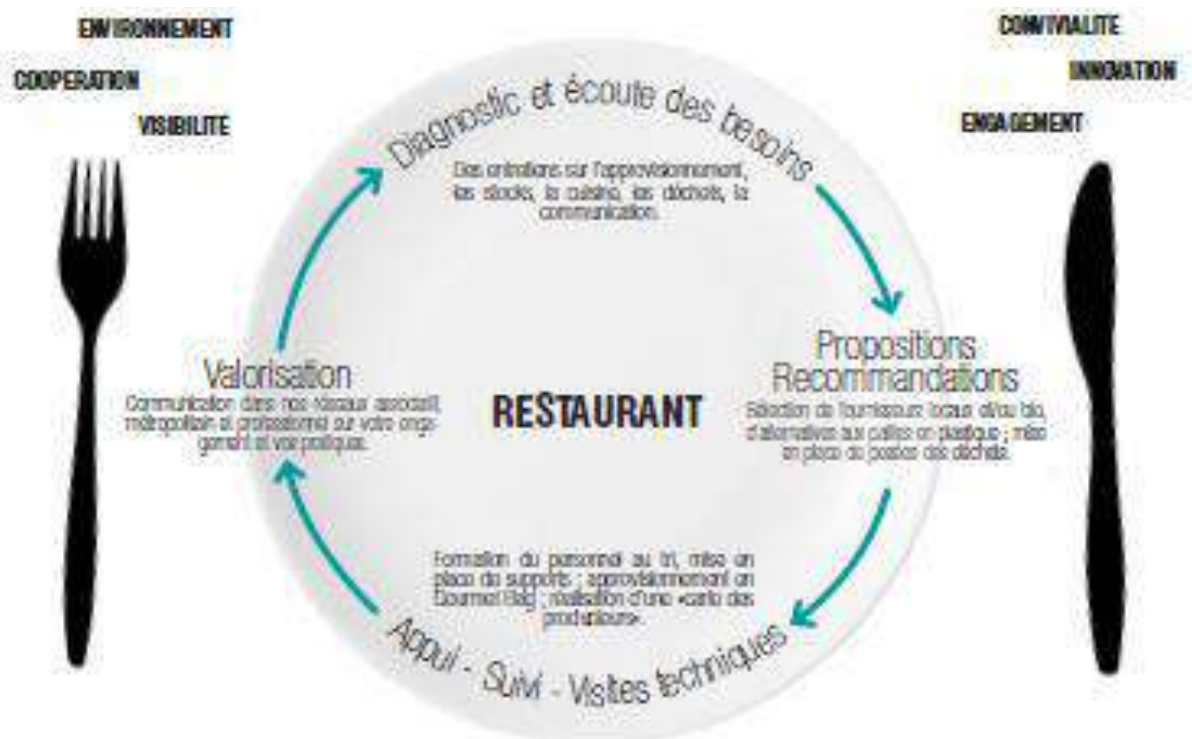 ENVIRONNEMENT
COOPERATION
VISIBILITE
CONVIVIALITE
INNOVATION
ENGAGEMENT
Diagnostic et écoute des besoins
Des entretiens sur l'approvisionnement,
les stocks, la cuisine, les déchets, la
communication.
Propositions
Recommandations
Sélection de fournisseurs locaux et/ou bio,
d'alternatives aux pailles en plastique ; mise
en place de pesées des déchets.
RESTAURANT
Valorisation
Communication dans nos réseaux associatif,
métropolitain et professionnel sur votre enga-
gement et vos pratiques.
Formation du personnel au tri, mise en
place de supports ; approvisionnement en
Gourmet Bag ; réalisation d'une «carte des
producteurs».
Appui - Suivi - Visites techniques